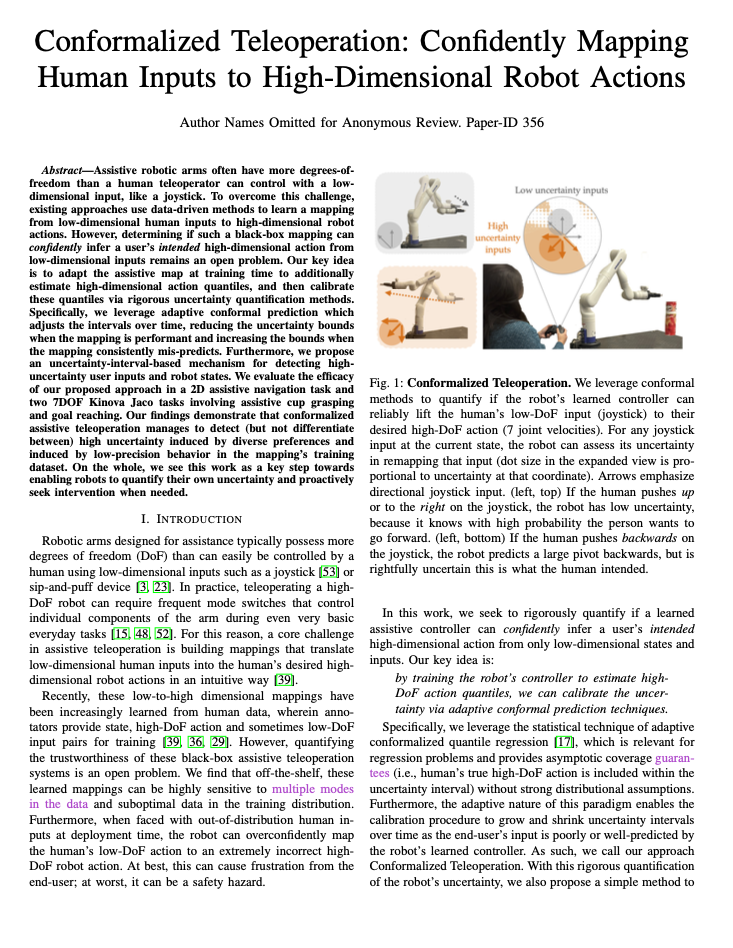 Conformalized Teleoperation: Confidently Mapping
Human Inputs to High-Dimensional Robot Actions
Author Names Omitted for Anonymous Review. Paper-ID 356
Abstract—Assistive robotic arms often have more degrees-of-
freedom than a human teleoperator can control with a low-
dimensional input, like a joystick. To overcome this challenge,
existing approaches use data-driven methods to learn a mapping
from low-dimensional human inputs to high-dimensional robot
actions. However, determining if such a black-box mapping can
confidently infer a user's intended high-dimensional action from
low-dimensional inputs remains an open problem. Our key idea
is to adapt the assistive map at training time to additionally
estimate high-dimensional action quantiles, and then calibrate
these quantiles via rigorous uncertainty quantification methods.
Specifically, we leverage adaptive conformal prediction which
adjusts the intervals over time, reducing the uncertainty bounds
when the mapping is performant and increasing the bounds when
the mapping consistently mis-predicts. Furthermore, we propose
an uncertainty-interval-based mechanism for detecting high-
uncertainty user inputs and robot states. We evaluate the efficacy
of our proposed approach in a 2D assistive navigation task and
two 7DOF Kinova Jaco tasks involving assistive cup grasping
and goal reaching. Our findings demonstrate that conformalized
assistive teleoperation manages to detect (but not differentiate
between) high uncertainty induced by diverse preferences and
induced by low-precision behavior in the mapping's training
dataset. On the whole, we see this work as a key step towards
enabling robots to quantify their own uncertainty and proactively
seek intervention when needed.
I. INTRODUCTION
Robotic arms designed for assistance typically possess more
degrees of freedom (DoF) than can easily be controlled by a
human using low-dimensional inputs such as a joystick [53] or
sip-and-puff device [3, 23]. In practice, teleoperating a high-
DoF robot can require frequent mode switches that control
individual components of the arm during even very basic
everyday tasks [15, 48, 52]. For this reason, a core challenge
in assistive teleoperation is building mappings that translate
low-dimensional human inputs into the human's desired high-
dimensional robot actions in an intuitive way [39].
Recently, these low-to-high dimensional mappings have
been increasingly learned from human data, wherein anno-
tators provide state, high-DoF action and sometimes low-DoF
input pairs for training [39, 36, 29]. However, quantifying
the trustworthiness of these black-box assistive teleoperation
systems is an open problem. We find that off-the-shelf, these
learned mappings can be highly sensitive to multiple modes
in the data and suboptimal data in the training distribution.
Furthermore, when faced with out-of-distribution human in-
puts at deployment time, the robot can overconfidently map
the human's low-DoF action to an extremely incorrect high-
DoF robot action. At best, this can cause frustration from the
end-user; at worst, it can be a safety hazard.
Low uncertainty inputs
High
uncertainty
inputs
Fig. 1: Conformalized Teleoperation. We leverage conformal
methods to quantify if the robot's learned controller can
reliably lift the human's low-DoF input (joystick) to their
desired high-DoF action (7 joint velocities). For any joystick
input at the current state, the robot can assess its uncertainty
in remapping that input (dot size in the expanded view is pro-
portional to uncertainty at that coordinate). Arrows emphasize
directional joystick input. (left, top) If the human pushes up
or to the right on the joystick, the robot has low uncertainty,
because it knows with high probability the person wants to
go forward. (left, bottom) If the human pushes backwards on
the joystick, the robot predicts a large pivot backwards, but is
rightfully uncertain this is what the human intended.
In this work, we seek to rigorously quantify if a learned
assistive controller can confidently infer a user's intended
high-dimensional action from only low-dimensional states and
inputs. Our key idea is:
by training the robot's controller to estimate high-
DoF action quantiles, we can calibrate the uncer-
tainty via adaptive conformal prediction techniques.
Specifically, we leverage the statistical technique of adaptive
conformalized quantile regression [17], which is relevant for
regression problems and provides asymptotic coverage guaran-
tees (i.e., human's true high-DoF action is included within the
uncertainty interval) without strong distributional assumptions.
Furthermore, the adaptive nature of this paradigm enables the
calibration procedure to grow and shrink uncertainty intervals
over time as the end-user's input is poorly or well-predicted by
the robot's learned controller. As such, we call our approach
Conformalized Teleoperation. With this rigorous quantification
of the robot's uncertainty, we also propose a simple method to